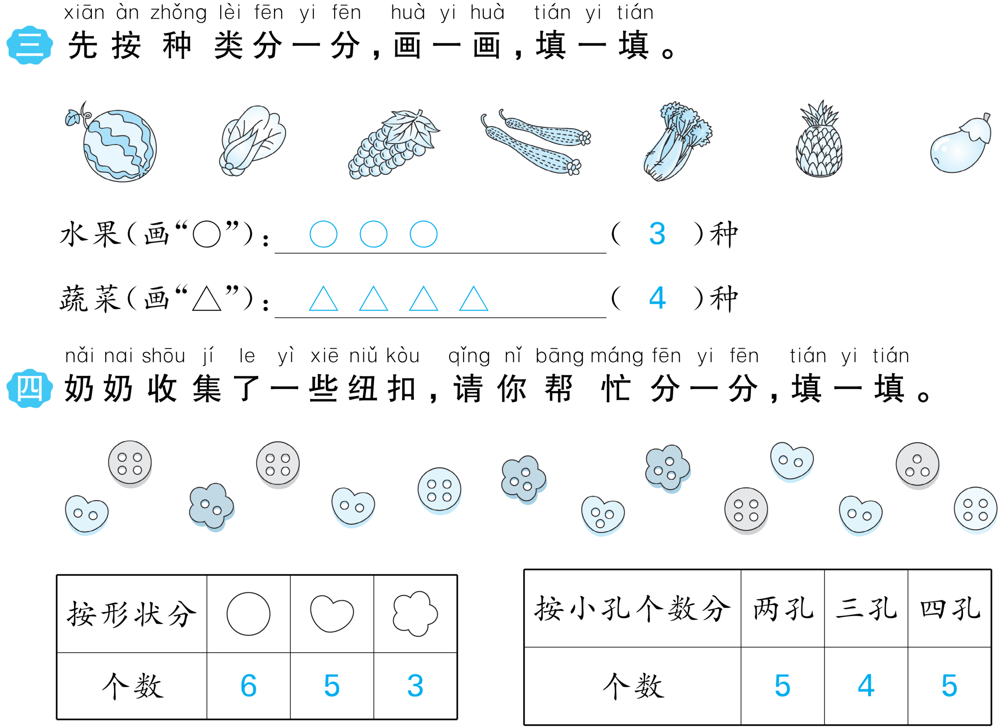 xiān àn zhǒng lèi fēn yi fēn huà yi huà tián yi tián
三 先按种类分一分,画一画,填一填。
水果(画“○”): ○ ○ ○ ( 3 )种
蔬菜(画“△”): △ △ △ △ ( 4 )种
nǎi nai shōu jí le yì xiē niǔ kòu qǐng nǐ bāng máng fēn yi fēn tián yi tián
四 奶奶收集了一些纽扣,请你帮忙分一分,填一填。
按形状分
个数 6 5 3
按小孔个数分 两孔 三孔 四孔
个数 5 4 5